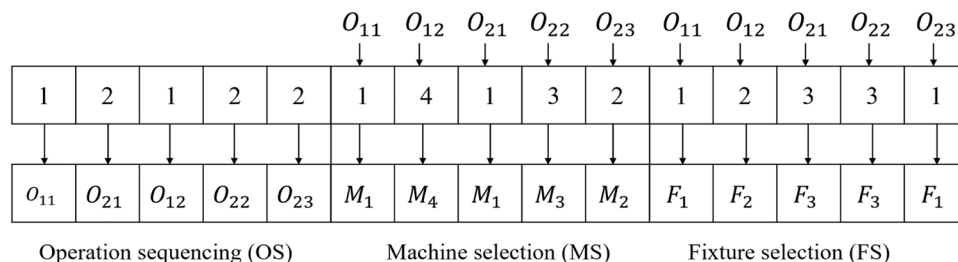 O₁₁ O₁₂ O₂₁ O₂₂ O₂₃ O₁₁ O₁₂ O₂₁ O₂₂ O₂₃
1 2 1 2 2 1 4 1 3 2 1 2 3 3 1
O₁₁ O₂₁ O₁₂ O₂₂ O₂₃ M₁ M₄ M₁ M₃ M₂ F₁ F₂ F₃ F₃ F₁
Operation sequencing (OS) Machine selection (MS) Fixture selection (FS)